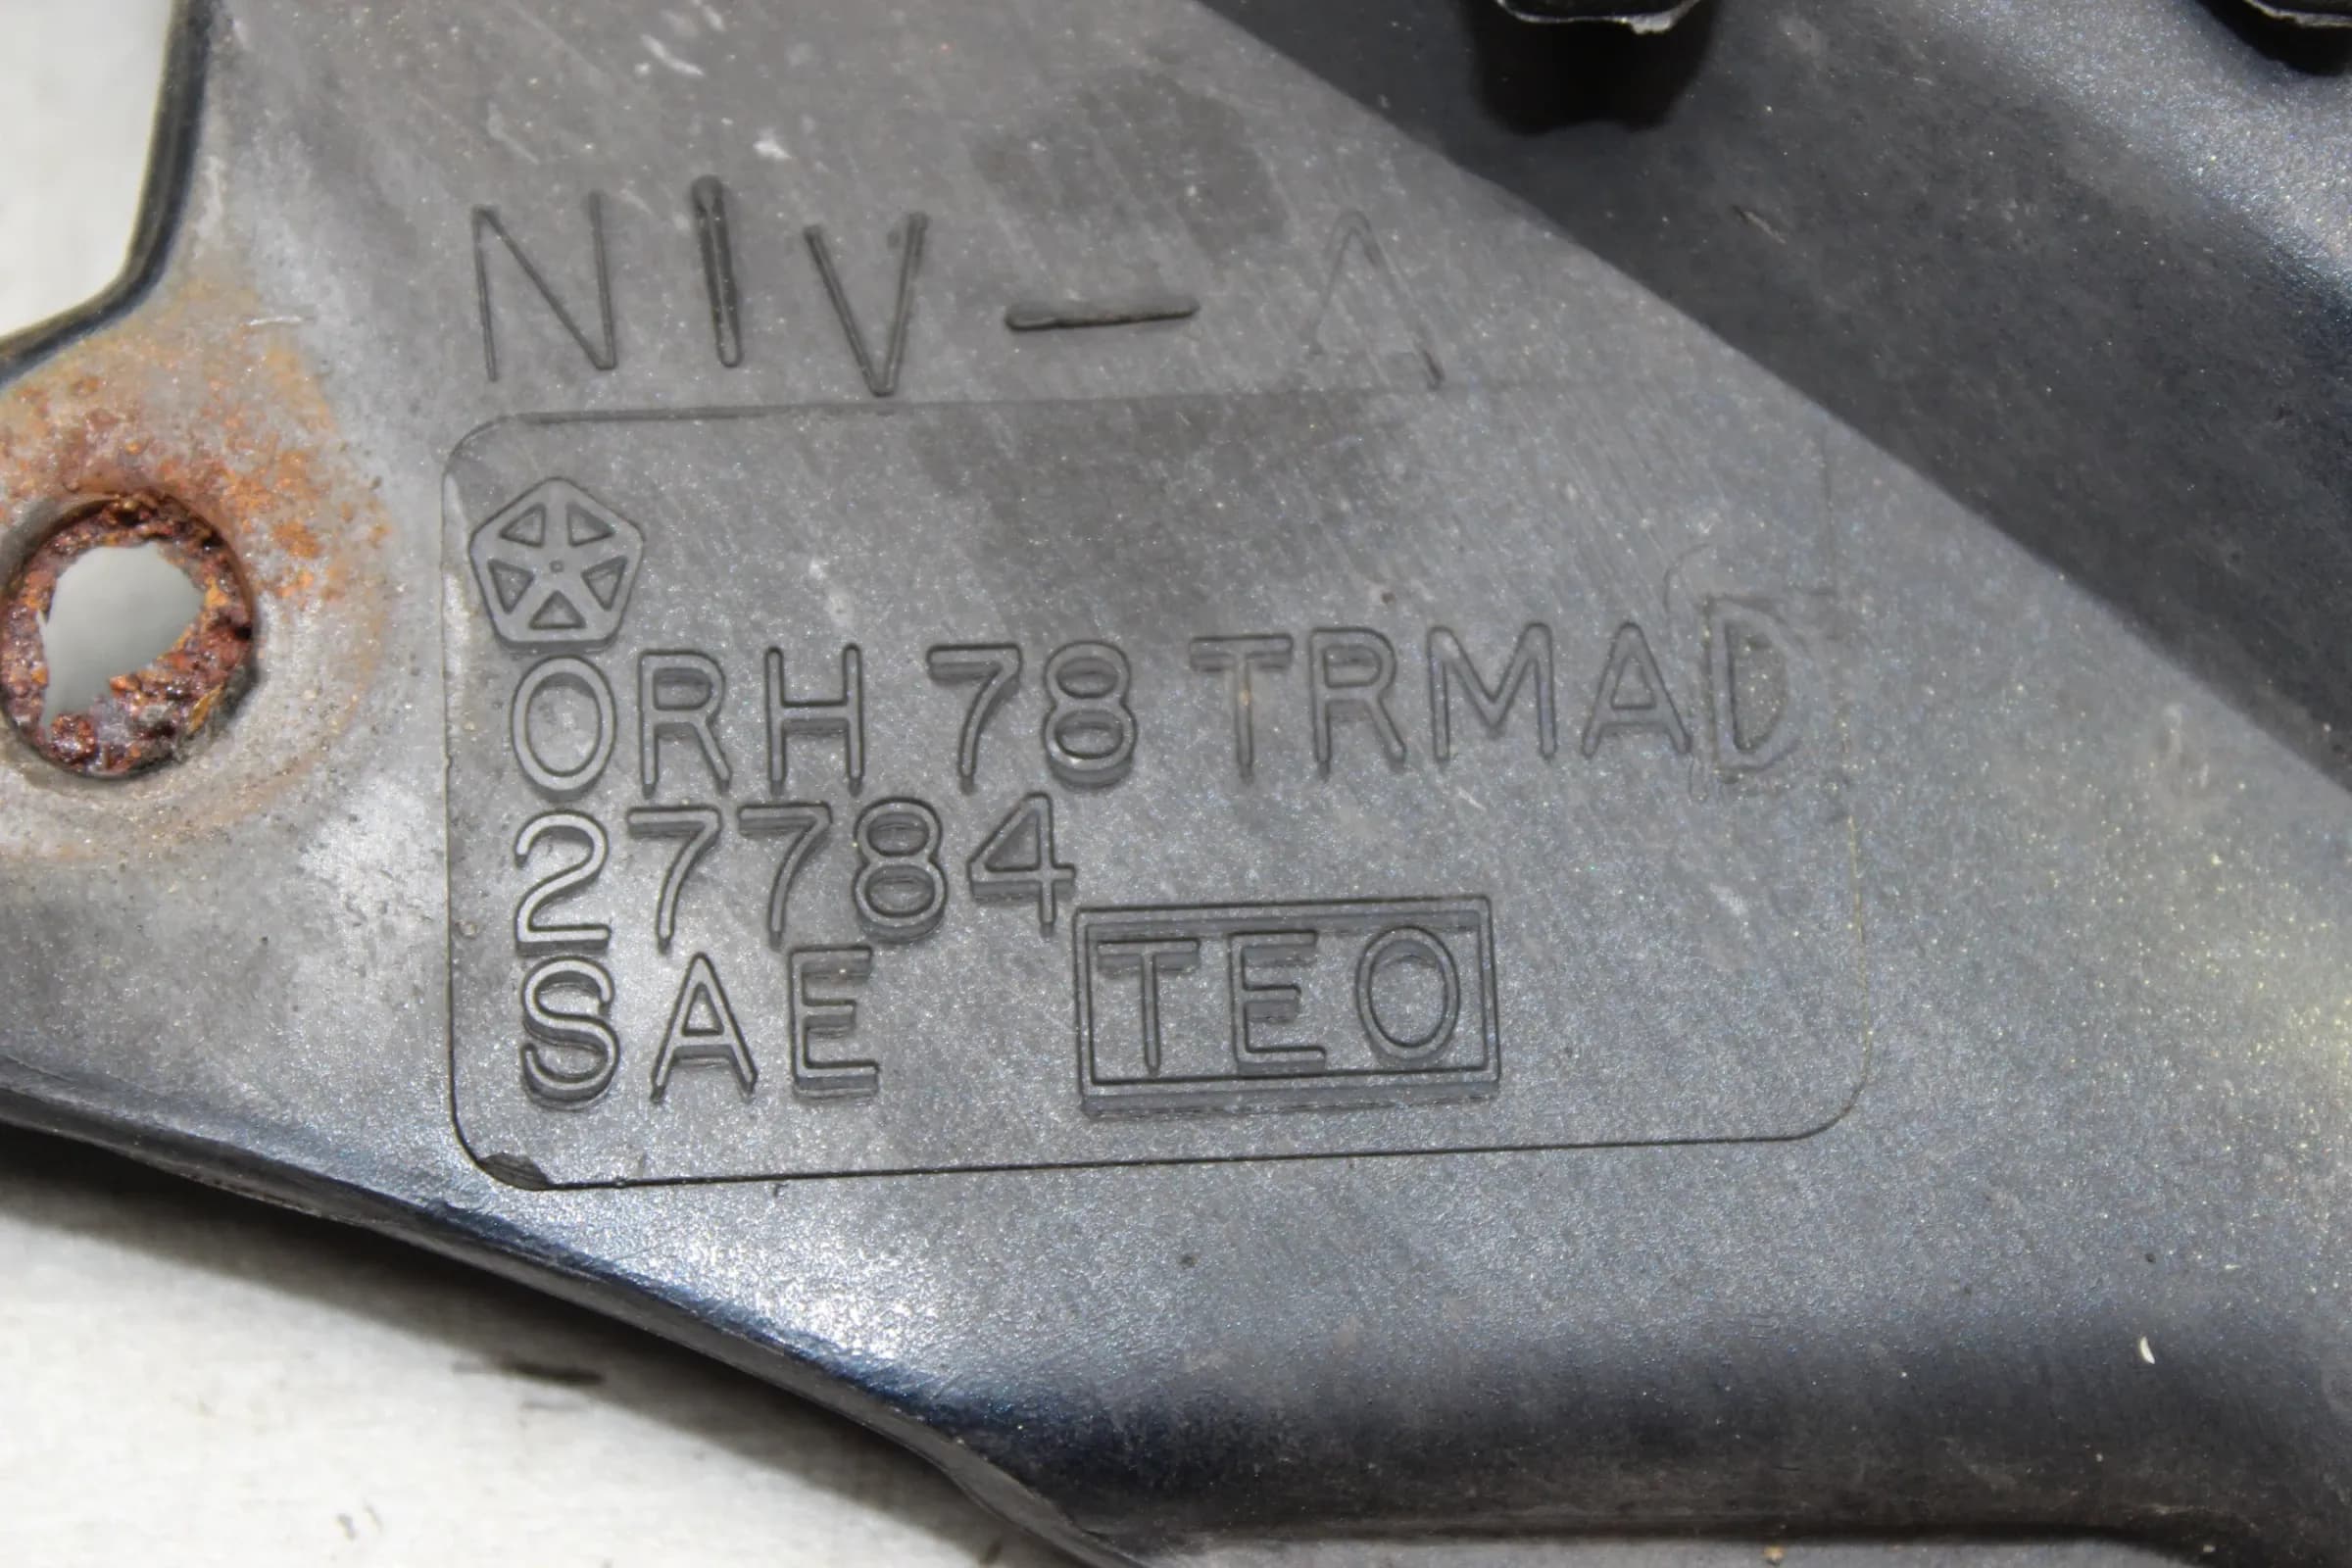 NIV-A
ORH 78 TRMAD
27784
SAE TEO